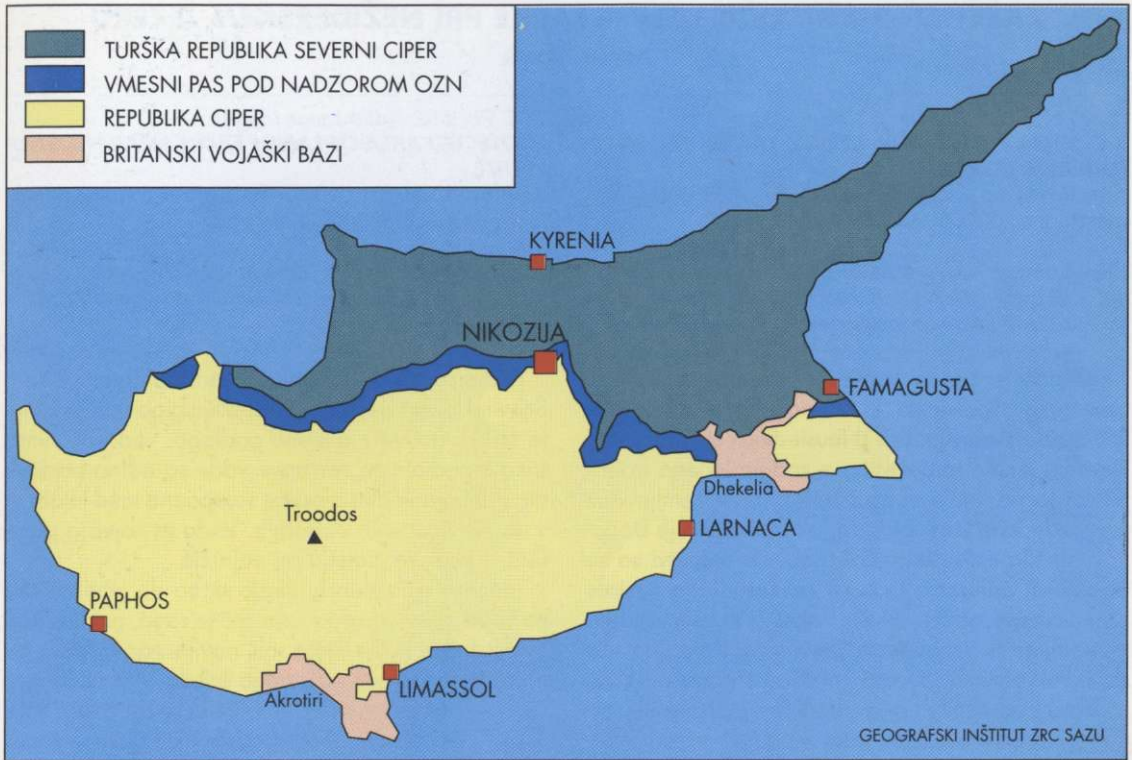 TURŠKA REPUBLIKA SEVERNI CIPER
VMESNI PAS POD NADZOROM OZN
REPUBLIKA CIPER
BRITANSKI VOJAŠKI BAZI
KYRENIA
NIKOZIJA
FAMAGUSTA
Dhekelia
Troodos
LARNACA
PAPHOS
LIMASSOL
Akrotiri
GEOGRAFSKI INŠTITUT ZRC SAZU